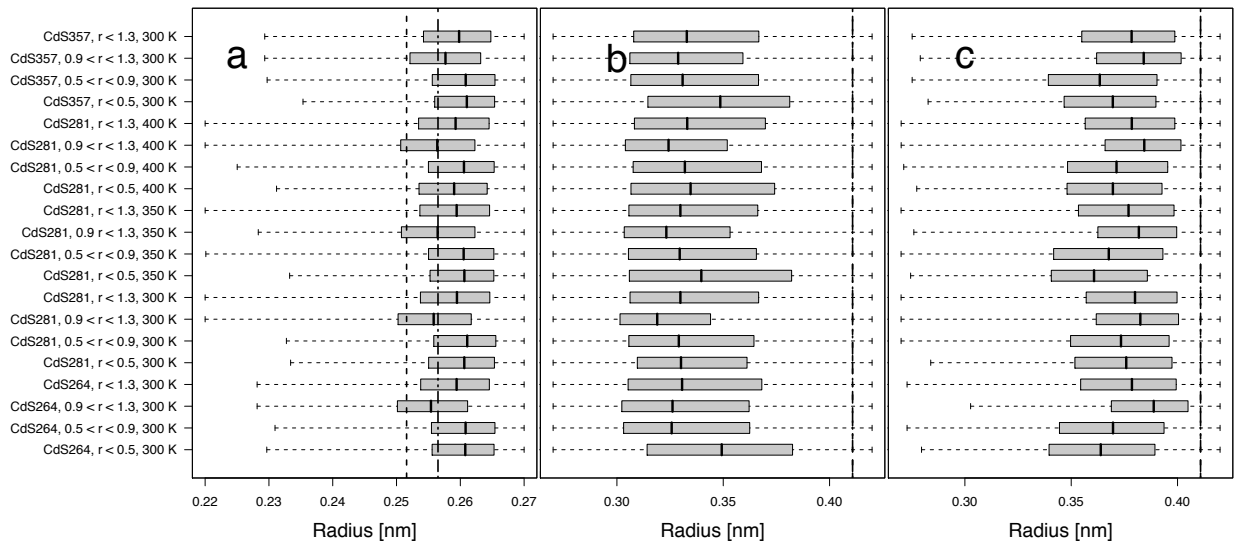 a
b
c
CdS357, r < 1.3, 300 K
CdS357, 0.9 < r < 1.3, 300 K
CdS357, 0.5 < r < 0.9, 300 K
CdS357, r < 0.5, 300 K
CdS281, r < 1.3, 400 K
CdS281, 0.9 < r < 1.3, 400 K
CdS281, 0.5 < r < 0.9, 400 K
CdS281, r < 0.5, 400 K
CdS281, r < 1.3, 350 K
CdS281, 0.9 r < 1.3, 350 K
CdS281, 0.5 < r < 0.9, 350 K
CdS281, r < 0.5, 350 K
CdS281, r < 1.3, 300 K
CdS281, 0.9 < r < 1.3, 300 K
CdS281, 0.5 < r < 0.9, 300 K
CdS281, r < 0.5, 300 K
CdS264, r < 1.3, 300 K
CdS264, 0.9 < r < 1.3, 300 K
CdS264, 0.5 < r < 0.9, 300 K
CdS264, r < 0.5, 300 K
0.22 0.23 0.24 0.25 0.26 0.27
0.30 0.35 0.40
0.30 0.35 0.40
Radius [nm]
Radius [nm]
Radius [nm]